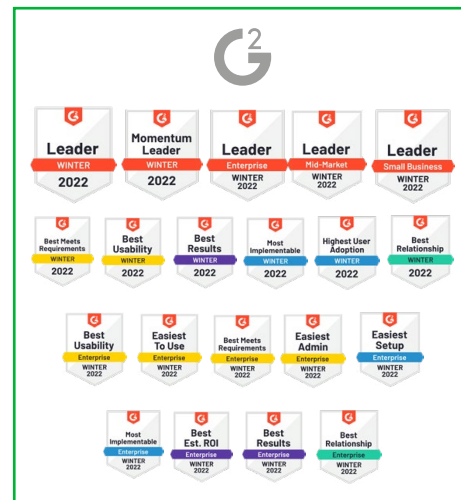 G2
Leader
WINTER
2022
Momentum
Leader
WINTER
2022
Leader
Enterprise
WINTER
2022
Leader
Mid-Market
WINTER
2022
Leader
Small Business
WINTER
2022
Best Meets
Requirements
WINTER
2022
Best
Usability
WINTER
2022
Best
Results
WINTER
2022
Most
Implementable
WINTER
2022
Highest User
Adoption
WINTER
2022
Best
Relationship
WINTER
2022
Best
Usability
Enterprise
WINTER
2022
Easiest
To Use
Enterprise
WINTER
2022
Best Meets
Requirements
Enterprise
WINTER
2022
Easiest
Admin
Enterprise
WINTER
2022
Easiest
Setup
Enterprise
WINTER
2022
Most
Implementable
Enterprise
WINTER
2022
Best
Est. ROI
Enterprise
WINTER
2022
Best
Results
Enterprise
WINTER
2022
Best
Relationship
Enterprise
WINTER
2022